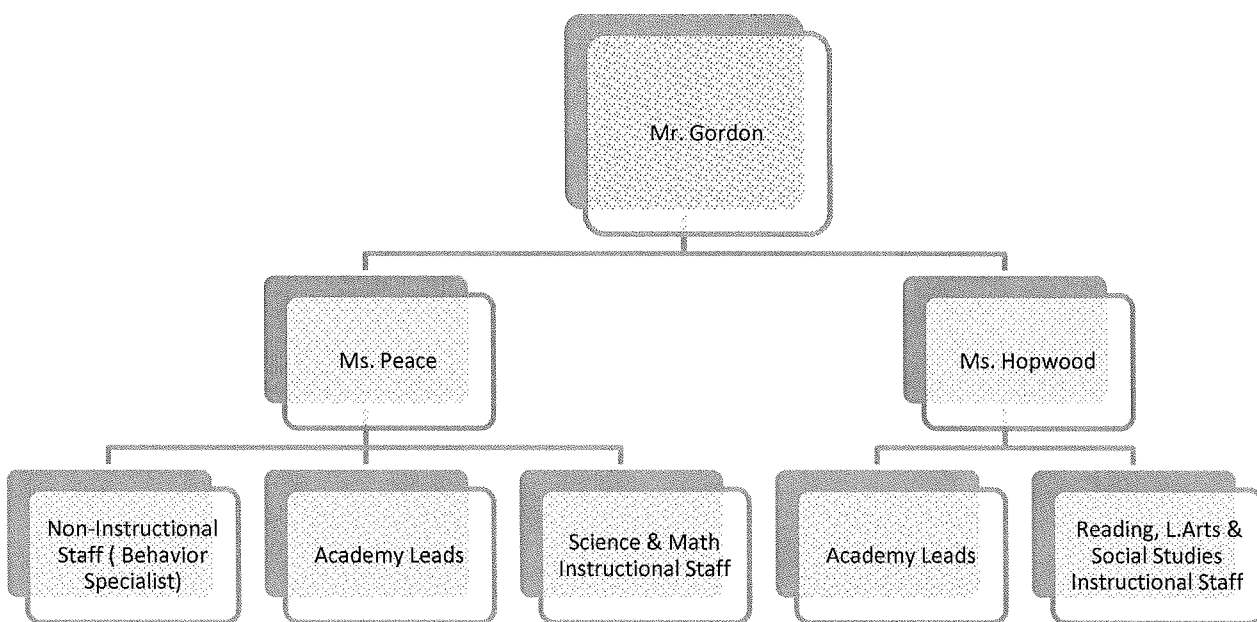 Mr. Gordon
Ms. Peace
Ms. Hopwood
Non-Instructional
Staff ( Behavior
Specialist)
Academy Leads
Science & Math
Instructional Staff
Academy Leads
Reading, L.Arts &
Social Studies
Instructional Staff